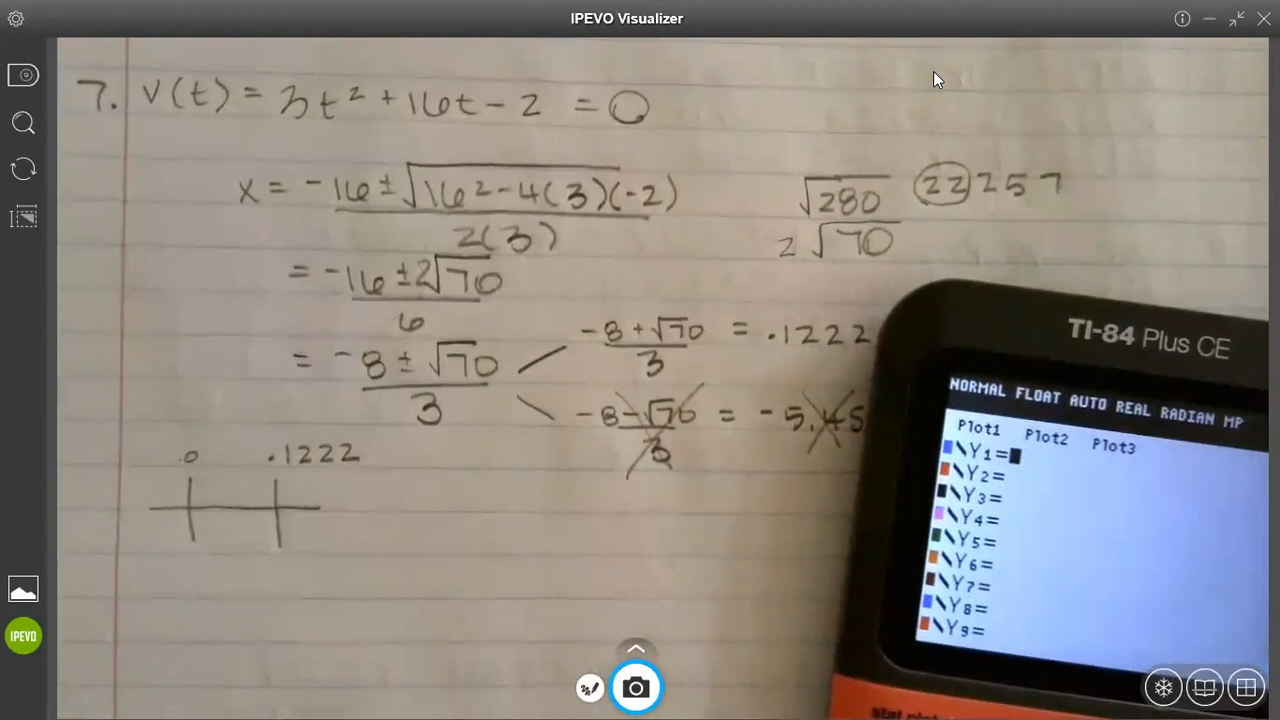 IPEVO Visualizer
7. V(t) = 3t² + 16t - 2 = 0
x = -16 ± √16² - 4(3)(-2)
2(3)
√280 22257
2√70
= -16 ± 2√70
6
= -8 ± √70
3
-8 + √70 = .1222
3
-8 - √70 = -5.45
3
0 .1222
TI-84 Plus CE
NORMAL FLOAT AUTO REAL RADIAN MP
Plot1 Plot2 Plot3
\Y1=
\Y2=
\Y3=
\Y4=
\Y5=
\Y6=
\Y7=
\Y8=
\Y9=
IPEVO